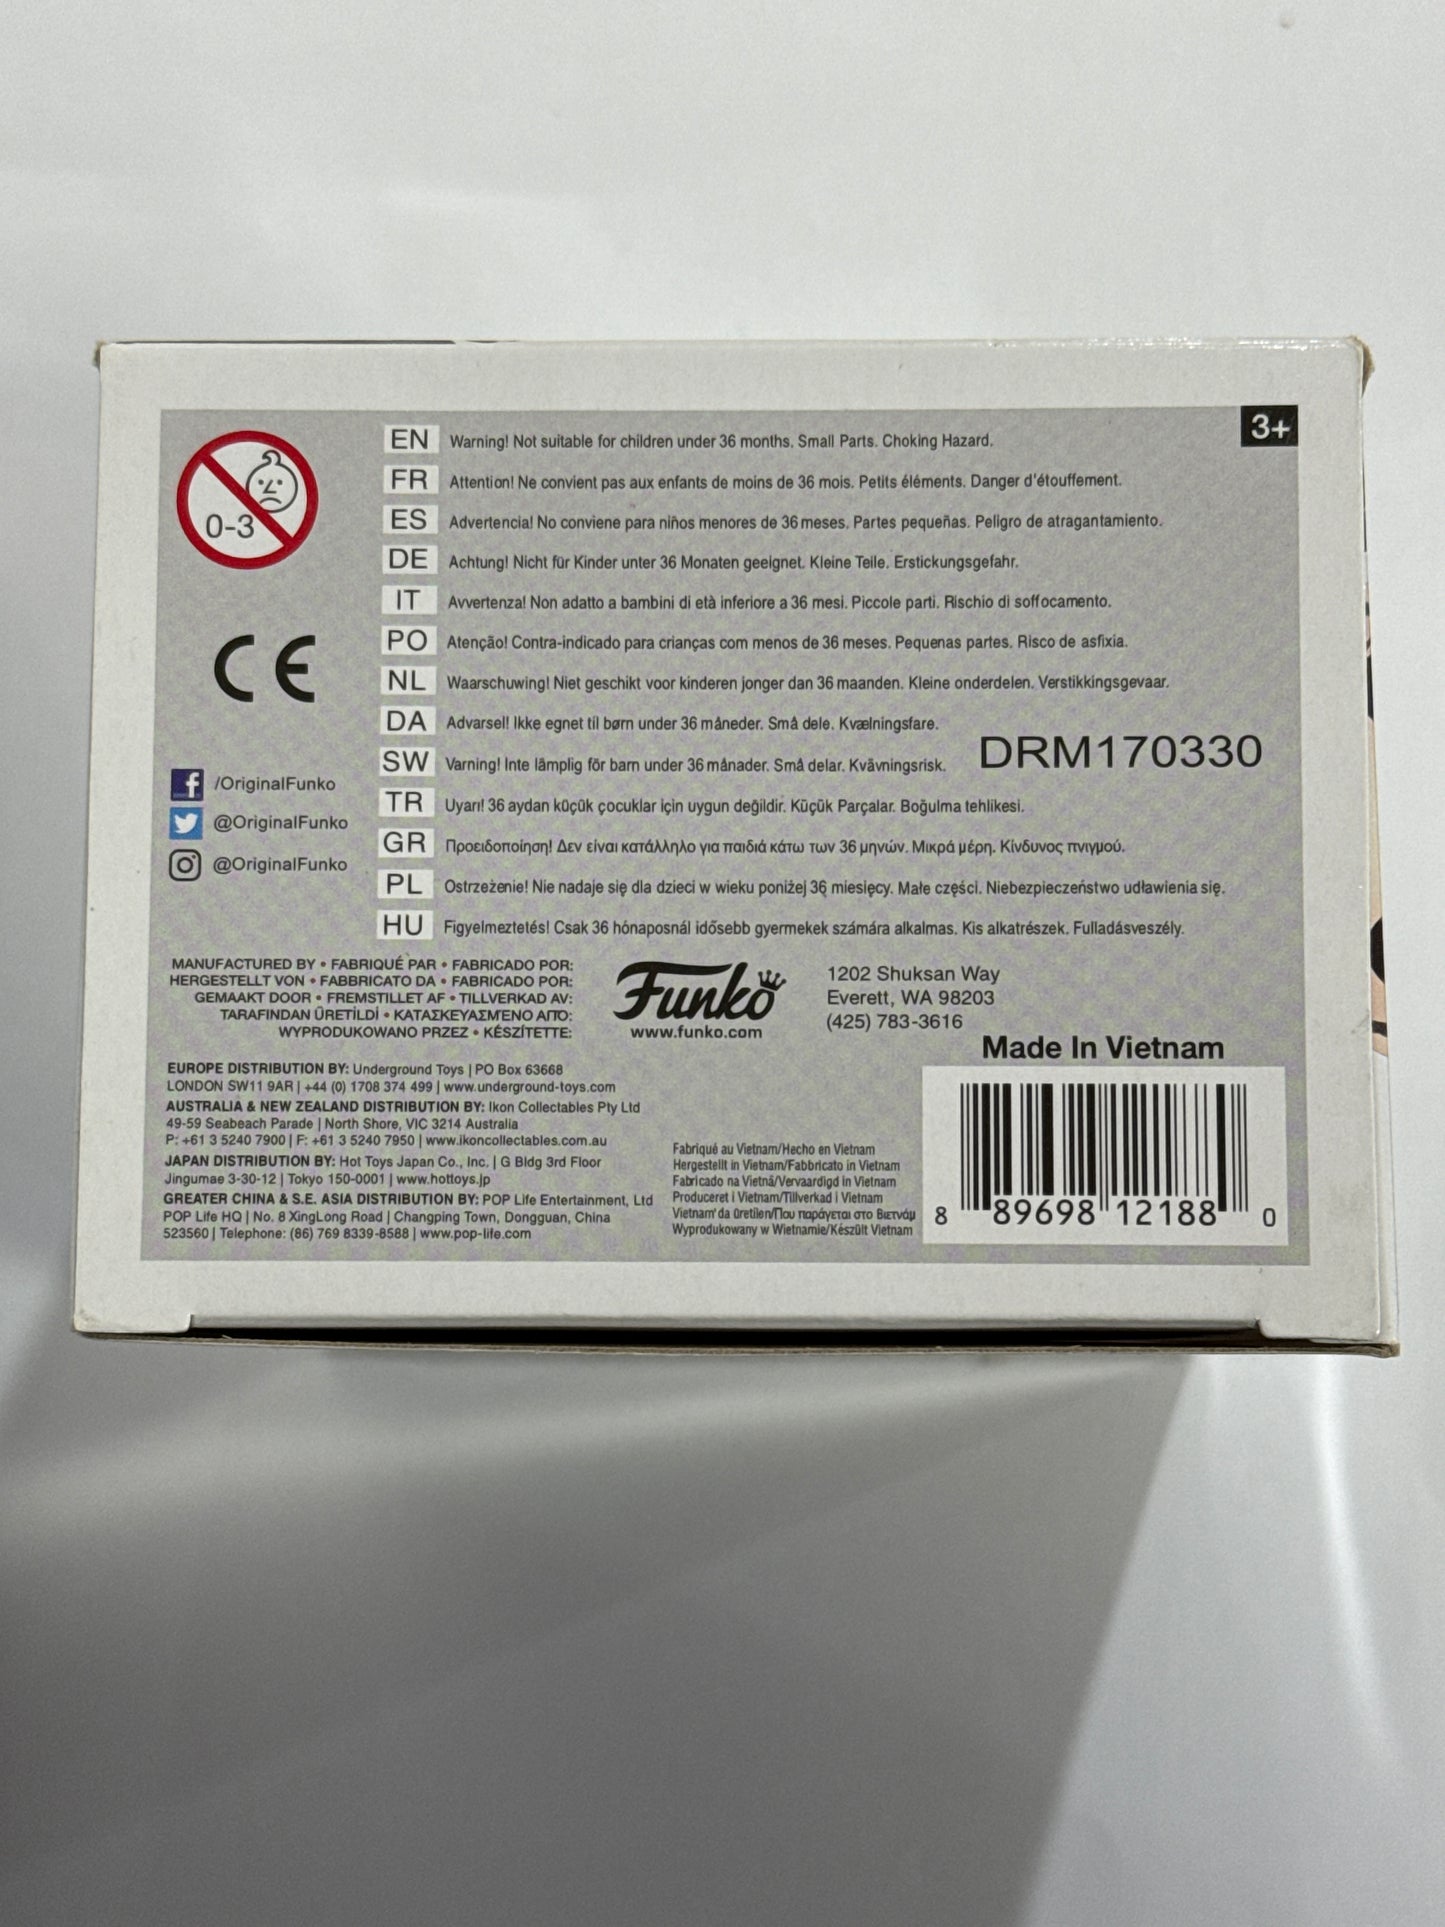 3+
0-3
EN Warning! Not suitable for children under 36 months. Small Parts. Choking Hazard.
FR Attention! Ne convient pas aux enfants de moins de 36 mois. Petits éléments. Danger d'étouffement.
ES Advertencia! No conviene para niños menores de 36 meses. Partes pequeñas. Peligro de atragantamiento.
DE Achtung! Nicht für Kinder unter 36 Monaten geeignet. Kleine Teile. Erstickungsgefahr.
IT Avvertenza! Non adatto a bambini di età inferiore a 36 mesi. Piccole parti. Rischio di soffocamento.
PO Atenção! Contra-indicado para crianças com menos de 36 meses. Pequenas partes. Risco de asfixia.
NL Waarschuwing! Niet geschikt voor kinderen jonger dan 36 maanden. Kleine onderdelen. Verstikkingsgevaar.
DA Advarsel! Ikke egnet til børn under 36 måneder. Små dele. Kvælningsfare.
SW Varning! Inte lämplig för barn under 36 månader. Små delar. Kvävningsrisk.
DRM170330
TR Uyarı! 36 aydan küçük çocuklar için uygun değildir. Küçük Parçalar. Boğulma tehlikesi.
GR Προειδοποίηση! Δεν είναι κατάλληλο για παιδιά κάτω των 36 μηνών. Μικρά μέρη. Κίνδυνος πνιγμού.
PL Ostrzeżenie! Nie nadaje się dla dzieci w wieku poniżej 36 miesięcy. Małe części. Niebezpieczeństwo udławienia się.
HU Figyelmeztetés! Csak 36 hónaposnál idősebb gyermekek számára alkalmas. Kis alkatrészek. Fulladásveszély.
CE
/OriginalFunko
@OriginalFunko
@OriginalFunko
MANUFACTURED BY • FABRIQUÉ PAR • FABRICADO POR:
HERGESTELLT VON • FABBRICATO DA • FABRICADO POR:
GEMAAKT DOOR • FREMSTILLET AF • TILLVERKAD AV:
TARAFINDAN ÜRETİLDİ • ΚΑΤΑΣΚΕΥΑΣΜΈΝΟ ΑΠΌ:
WYPRODUKOWANO PRZEZ • KÉSZÍTETTE:
Funko
www.funko.com
1202 Shuksan Way
Everett, WA 98203
(425) 783-3616
Made In Vietnam
EUROPE DISTRIBUTION BY: Underground Toys | PO Box 63668
LONDON SW11 9AR | +44 (0) 1708 374 499 | www.underground-toys.com
AUSTRALIA & NEW ZEALAND DISTRIBUTION BY: Ikon Collectables Pty Ltd
49-59 Seabeach Parade | North Shore, VIC 3214 Australia
P: +61 3 5240 7900 | F: +61 3 5240 7950 | www.ikoncollectables.com.au
JAPAN DISTRIBUTION BY: Hot Toys Japan Co., Inc. | G Bldg 3rd Floor
Jingumae 3-30-12 | Tokyo 150-0001 | www.hottoys.jp
GREATER CHINA & S.E. ASIA DISTRIBUTION BY: POP Life Entertainment, Ltd
POP Life HQ | No. 8 XingLong Road | Changping Town, Dongguan, China
523560 | Telephone: (86) 769 8339-8588 | www.pop-life.com
Fabriqué au Vietnam/Hecho en Vietnam
Hergestellt in Vietnam/Fabbricato in Vietnam
Fabricado na Vietnã/Vervaardigd in Vietnam
Produceret i Vietnam/Tillverkad i Vietnam
Vietnam'da üretilen/Που παράγεται στο Βιετνάμ
Wyprodukowany w Wietnamie/Készült Vietnam
8 89698 12188 0